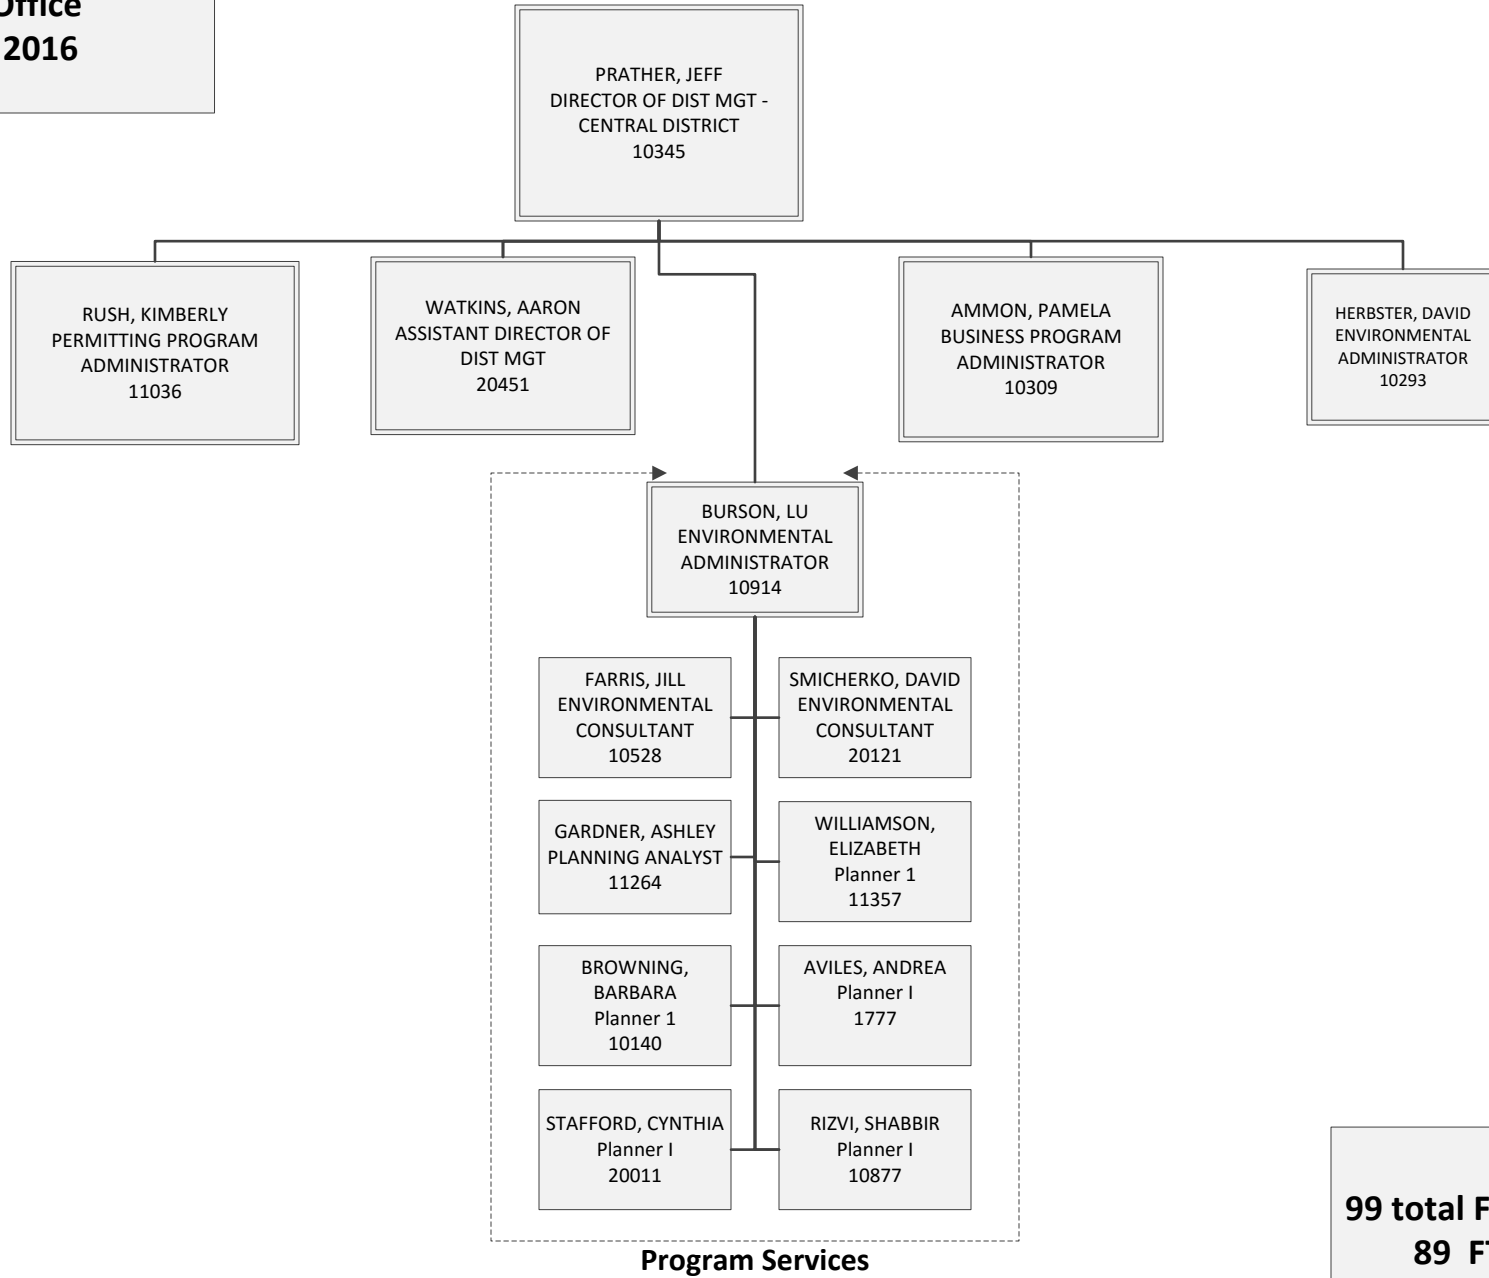 Office
2016
PRATHER, JEFF
DIRECTOR OF DIST MGT -
CENTRAL DISTRICT
10345
RUSH, KIMBERLY
PERMITTING PROGRAM
ADMINISTRATOR
11036
WATKINS, AARON
ASSISTANT DIRECTOR OF
DIST MGT
20451
AMMON, PAMELA
BUSINESS PROGRAM
ADMINISTRATOR
10309
HERBSTER, DAVID
ENVIRONMENTAL
ADMINISTRATOR
10293
BURSON, LU
ENVIRONMENTAL
ADMINISTRATOR
10914
FARRIS, JILL
ENVIRONMENTAL
CONSULTANT
10528
SMICHERKO, DAVID
ENVIRONMENTAL
CONSULTANT
20121
GARDNER, ASHLEY
PLANNING ANALYST
11264
WILLIAMSON,
ELIZABETH
Planner 1
11357
BROWNING,
BARBARA
Planner 1
10140
AVILES, ANDREA
Planner I
1777
STAFFORD, CYNTHIA
Planner I
20011
RIZVI, SHABBIR
Planner I
10877
Program Services
99 total
89